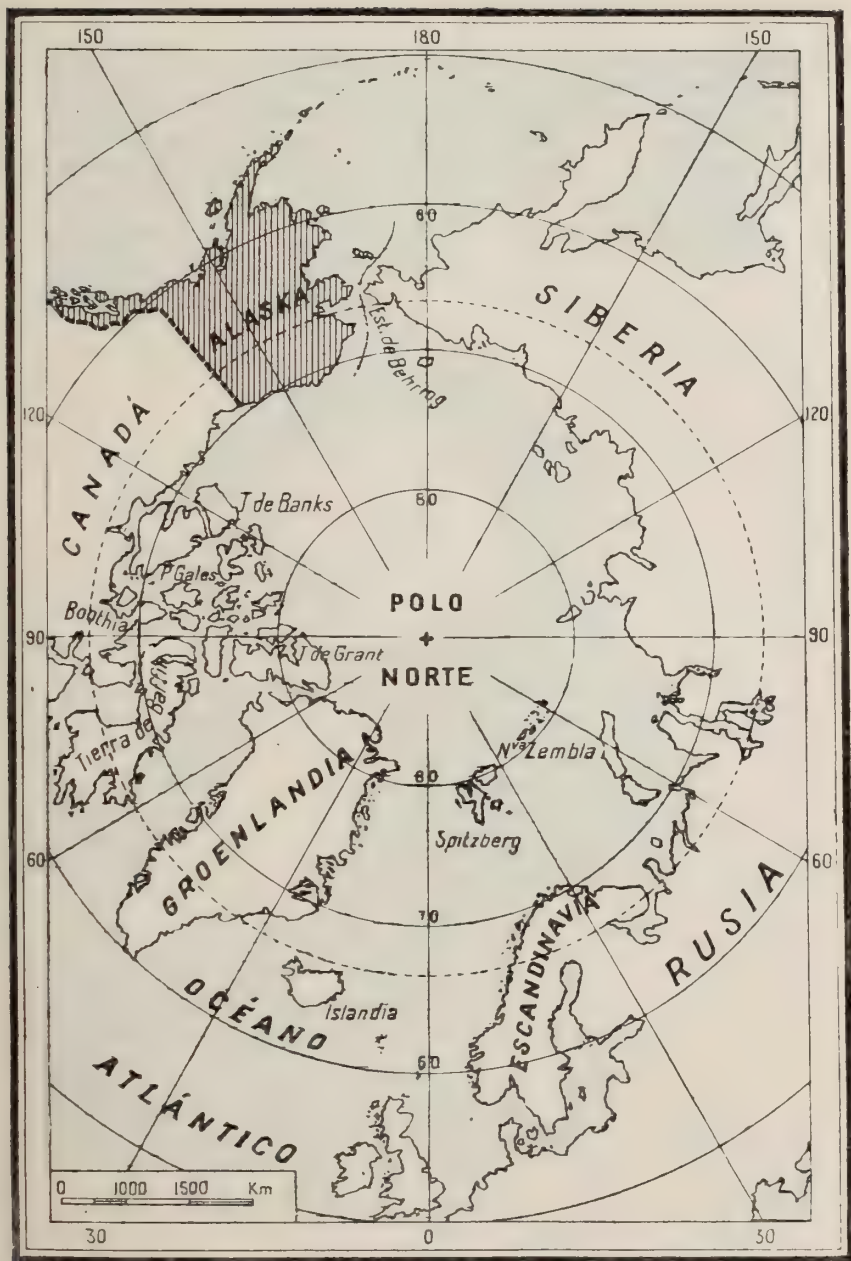 150 180 150
60
SIBERIA
ALASKA
Est. de Behring
120 120
CANADÁ
T de Banks
80
P Gales
POLO
Boothia
90 + 90
T de Grant
NORTE
Tierra de Baffin
Nva Zembla
80
GROENLANDIA
Spitzberg
60 60
RUSIA
70
ESCANDINAVIA
OCÉANO
Islandia
60
ATLÁNTICO
0 1000 1500 Km
30 0 30